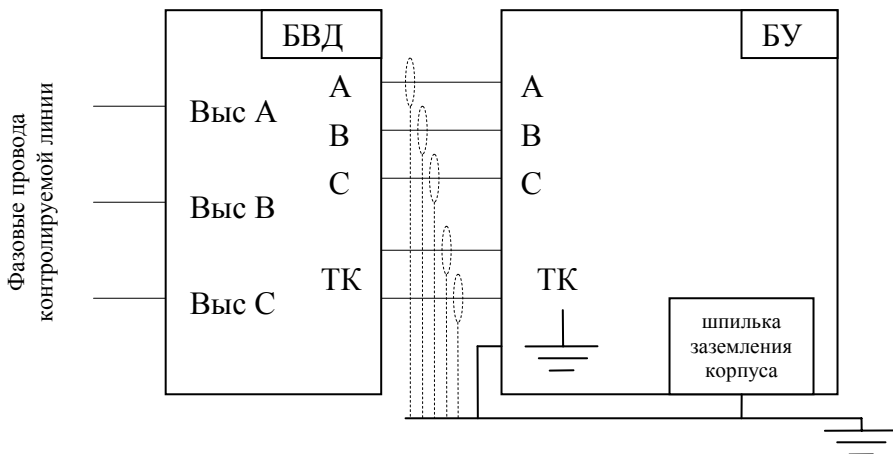 Фазовые провода
контролируемой линии
БВД
Выс А
Выс В
Выс С
А
В
С
ТК
БУ
А
В
С
ТК
шпилька
заземления
корпуса